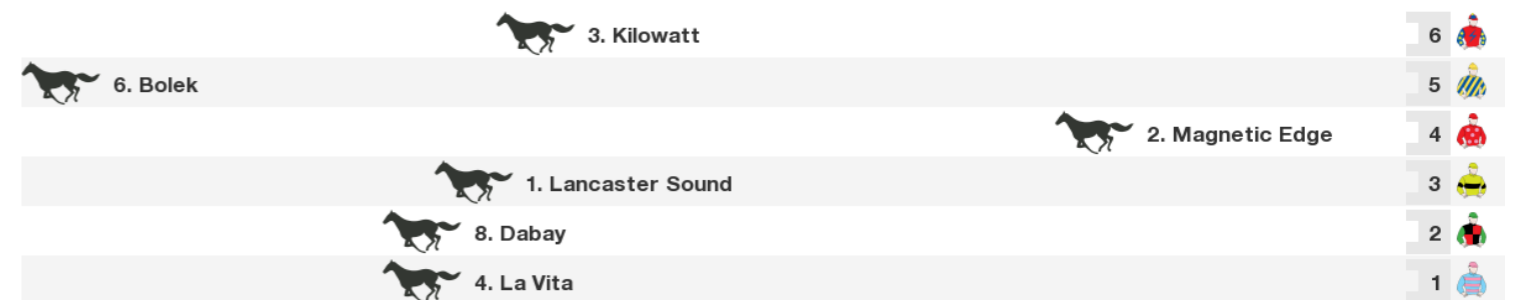 3. Kilowatt 6
6. Bolek 5
2. Magnetic Edge 4
1. Lancaster Sound 3
8. Dabay 2
4. La Vita 1